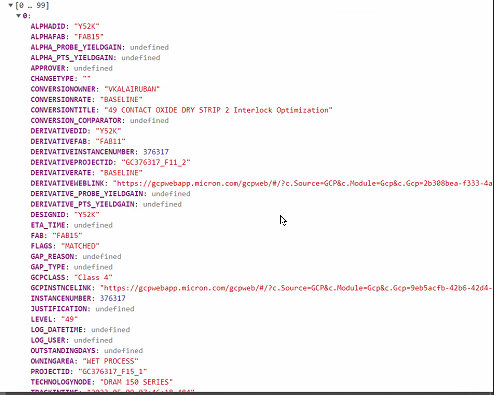 [0 … 99]
0:
ALPHADID: "Y52K"
ALPHAFAB: "FAB15"
ALPHA_PROBE_YIELDGAIN: undefined
ALPHA_PTS_YIELDGAIN: undefined
APPROVER: undefined
CHANGETYPE: ""
CONVERSIONOWNER: "VKALAIRUBAN"
CONVERSIONRATE: "BASELINE"
CONVERSIONTITLE: "49 CONTACT OXIDE DRY STRIP 2 Interlock Optimization"
CONVERSION_COMPARATOR: undefined
DERIVATIVEDID: "Y52K"
DERIVATIVEFAB: "FAB11"
DERIVATIVEINSTANCENUMBER: 376317
DERIVATIVEPROJECTID: "GC376317_F11_2"
DERIVATIVERATE: "BASELINE"
DERIVATIVEWEBLINK: "https://gcpwebapp.micron.com/gcpweb/#/?c.Source=GCP&c.Module=Gcp&c.Gcp=2b308bea-f333-4a
DERIVATIVE_PROBE_YIELDGAIN: undefined
DERIVATIVE_PTS_YIELDGAIN: undefined
DESIGNID: "Y52K"
ETA_TIME: undefined
FAB: "FAB15"
FLAGS: "MATCHED"
GAP_REASON: undefined
GAP_TYPE: undefined
GCPCLASS: "Class 4"
GCPINSTNCELINK: "https://gcpwebapp.micron.com/gcpweb/#/?c.Source=GCP&c.Module=Gcp&c.Gcp=9eb5acfb-42b6-42d4-
INSTANCENUMBER: 376317
JUSTIFICATION: undefined
LEVEL: "49"
LOG_DATETIME: undefined
LOG_USER: undefined
OUTSTANDINGDAYS: undefined
OWNINGAREA: "WET PROCESS"
PROJECTID: "GC376317_F15_1"
TECHNOLOGYNODE: "DRAM 150 SERIES"